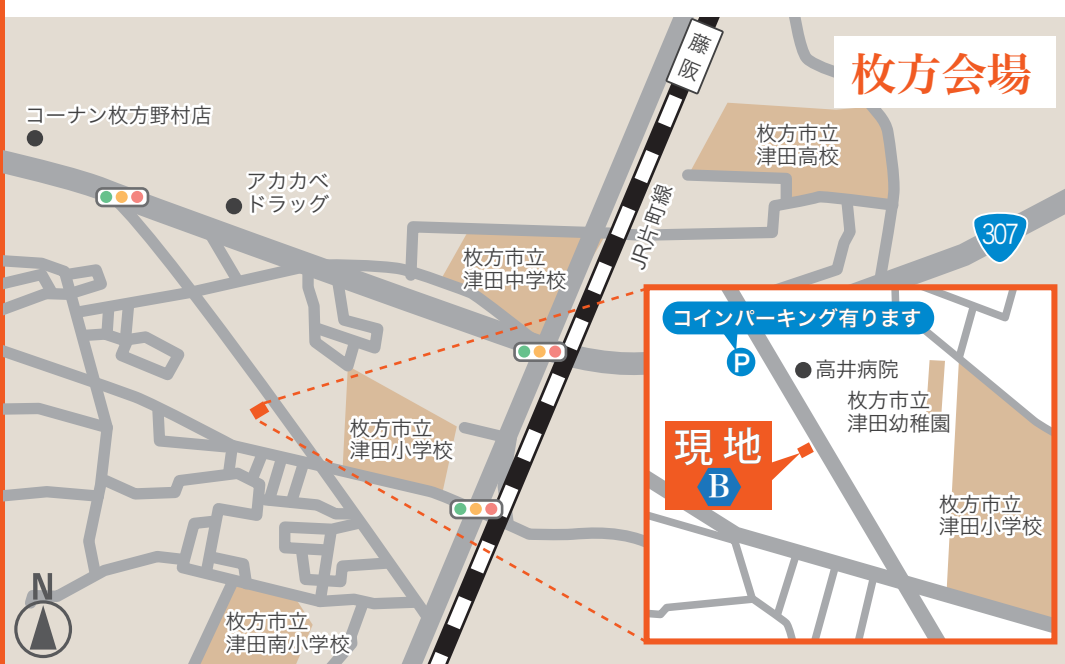 枚方会場
藤阪
コーナン枚方野村店
アカカベ
ドラッグ
枚方市立
津田高校
JR片町線
307
枚方市立
津田中学校
コインパーキング有ります
P
高井病院
枚方市立
津田幼稚園
現地
B
枚方市立
津田小学校
枚方市立
津田小学校
N
枚方市立
津田南小学校